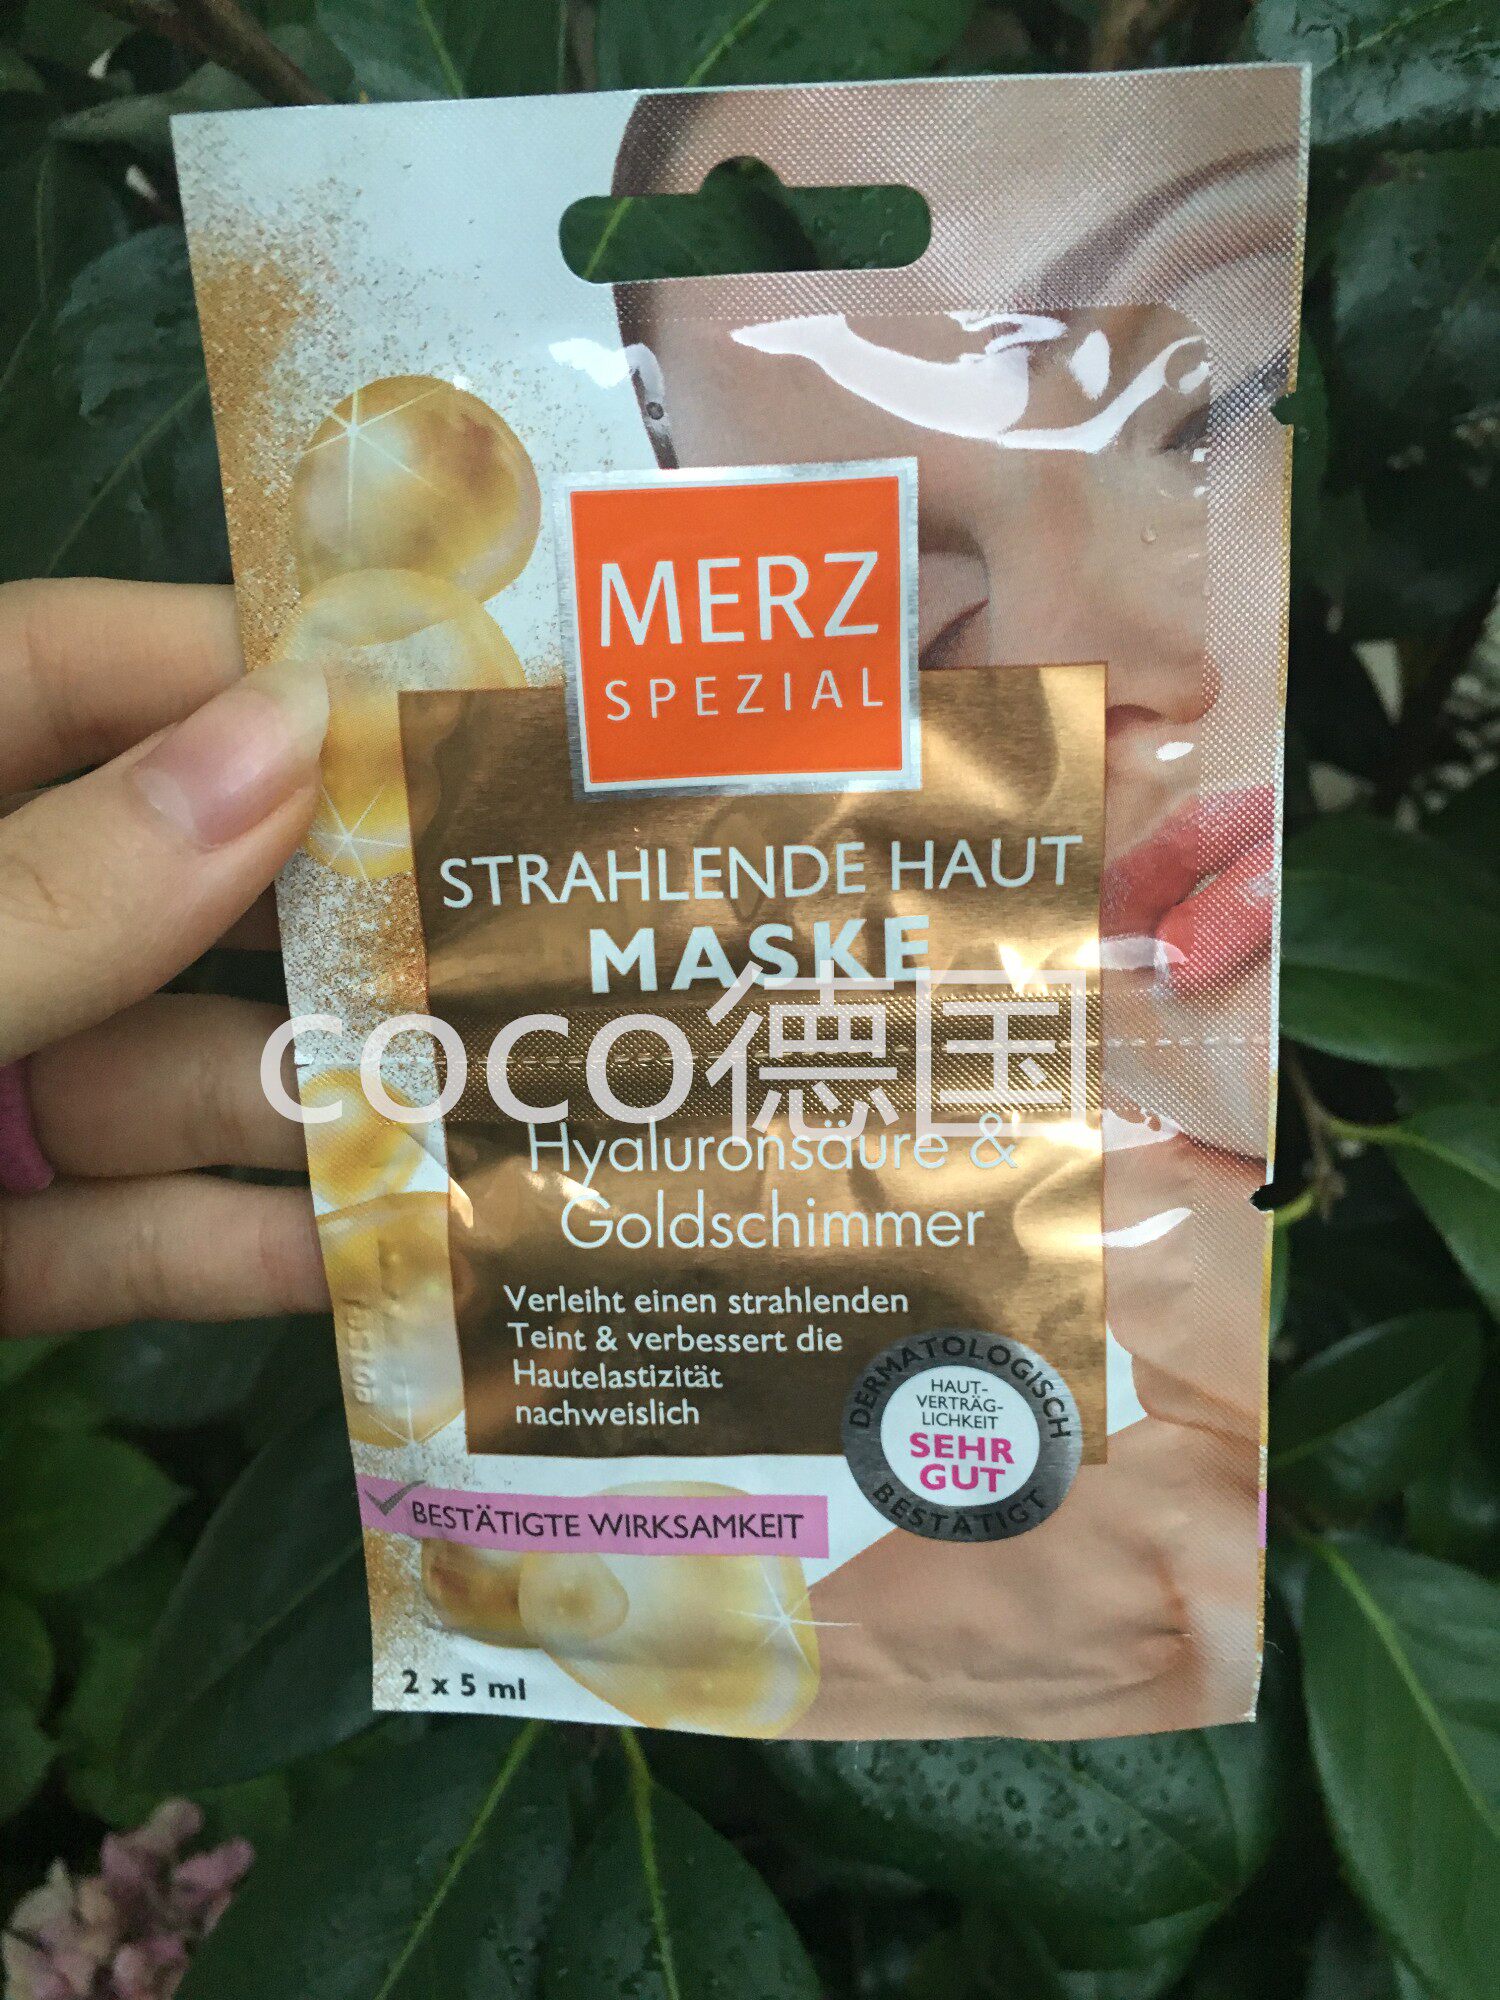 MERZ
SPEZIAL
STRAHLENDE HAUT
MASKE
coco德国
Hyaluronsäure &
Goldschimmer
Verleiht einen strahlenden
Teint & verbessert die
Hautelastizität
nachweislich
DERMATOLOGISCH
HAUT-
VERTRÄG-
LICHKEIT
SEHR
GUT
BESTÄTIGT
BESTÄTIGTE WIRKSAMKEIT
2 x 5 ml